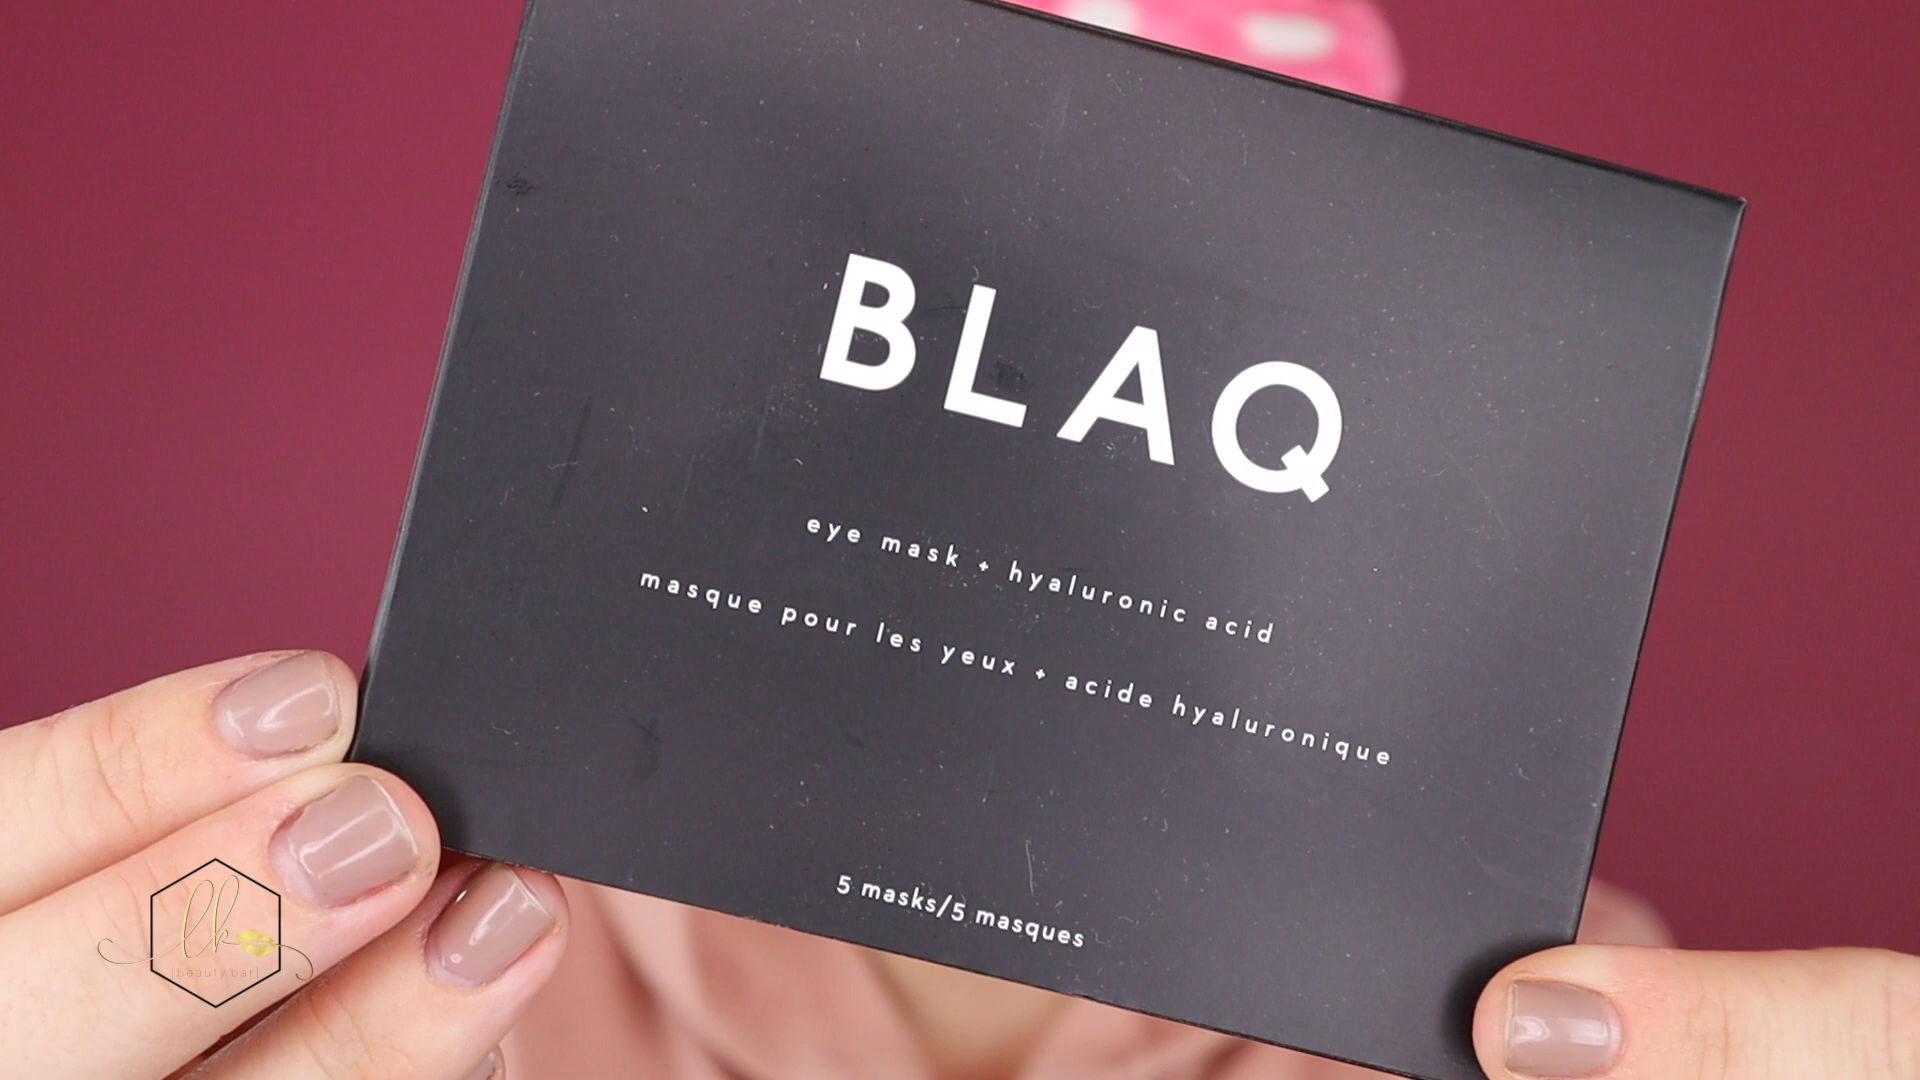 BLAQ
eye mask + hyaluronic acid
masque pour les yeux + acide hyaluronique
5 masks/5 masques
lk
[beauty bar]